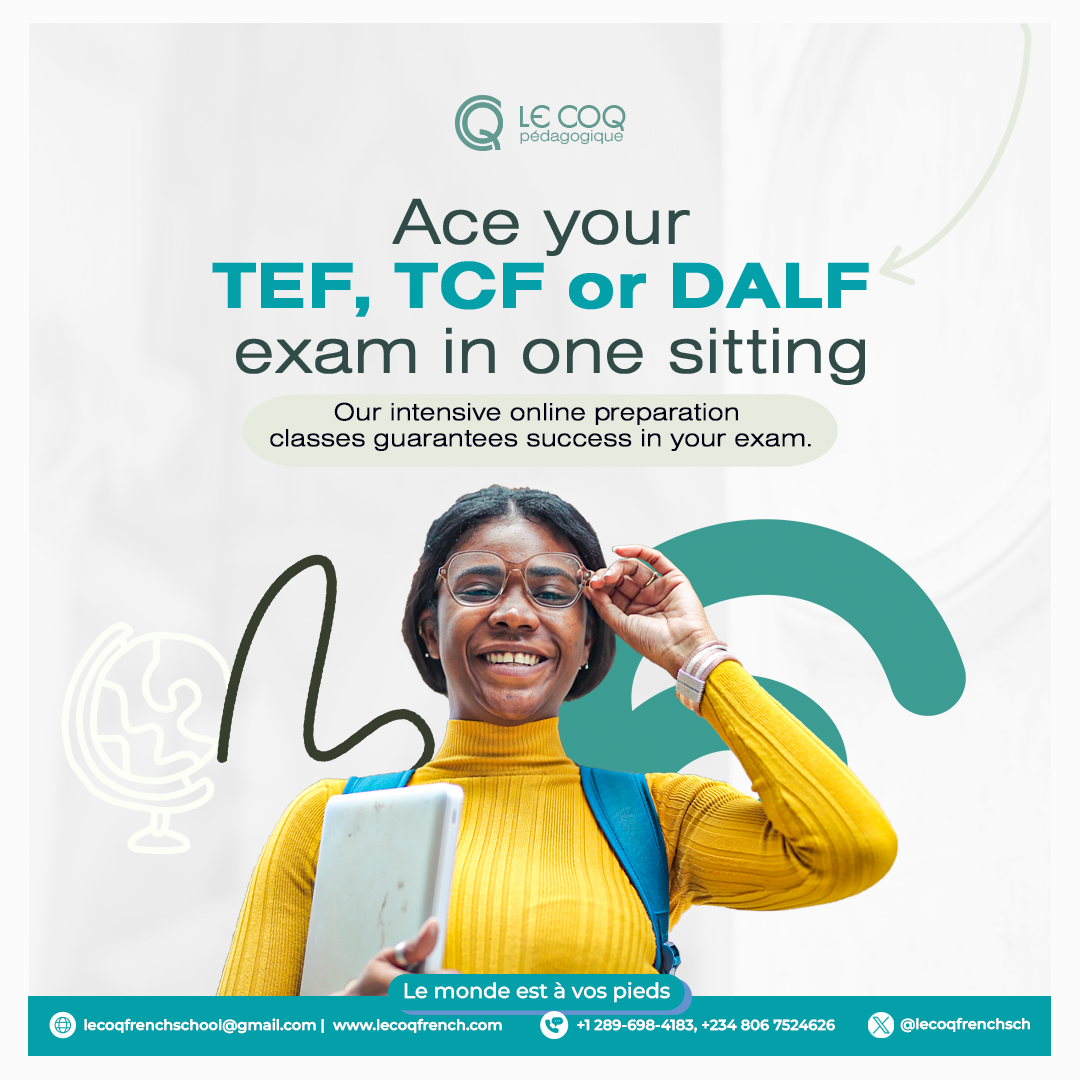 LE COQ
pédagogique
Ace your
TEF, TCF or DALF
exam in one sitting
Our intensive online preparation
classes guarantees success in your exam.
Le monde est à vos pieds
lecoqfrenchschool@gmail.com | www.lecoqfrench.com
+1 289-698-4183, +234 806 7524626
@lecoqfrenchsch